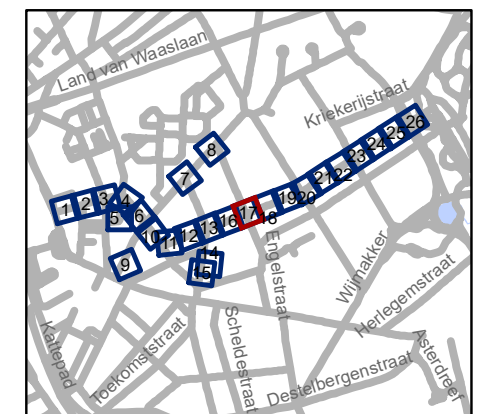 Land van Waaslaan
Kriekerijstraat
8
26
25
24
23
7
22
21
20
19
1
2
3
4
5
6
17
18
16
13
12
11
10
14
15
9
Engelstraat
Wijmakker
Herlegemstraat
Kattepad
Toekomststraat
Scheldestraat
Destelbergenstraat
Asterdreef